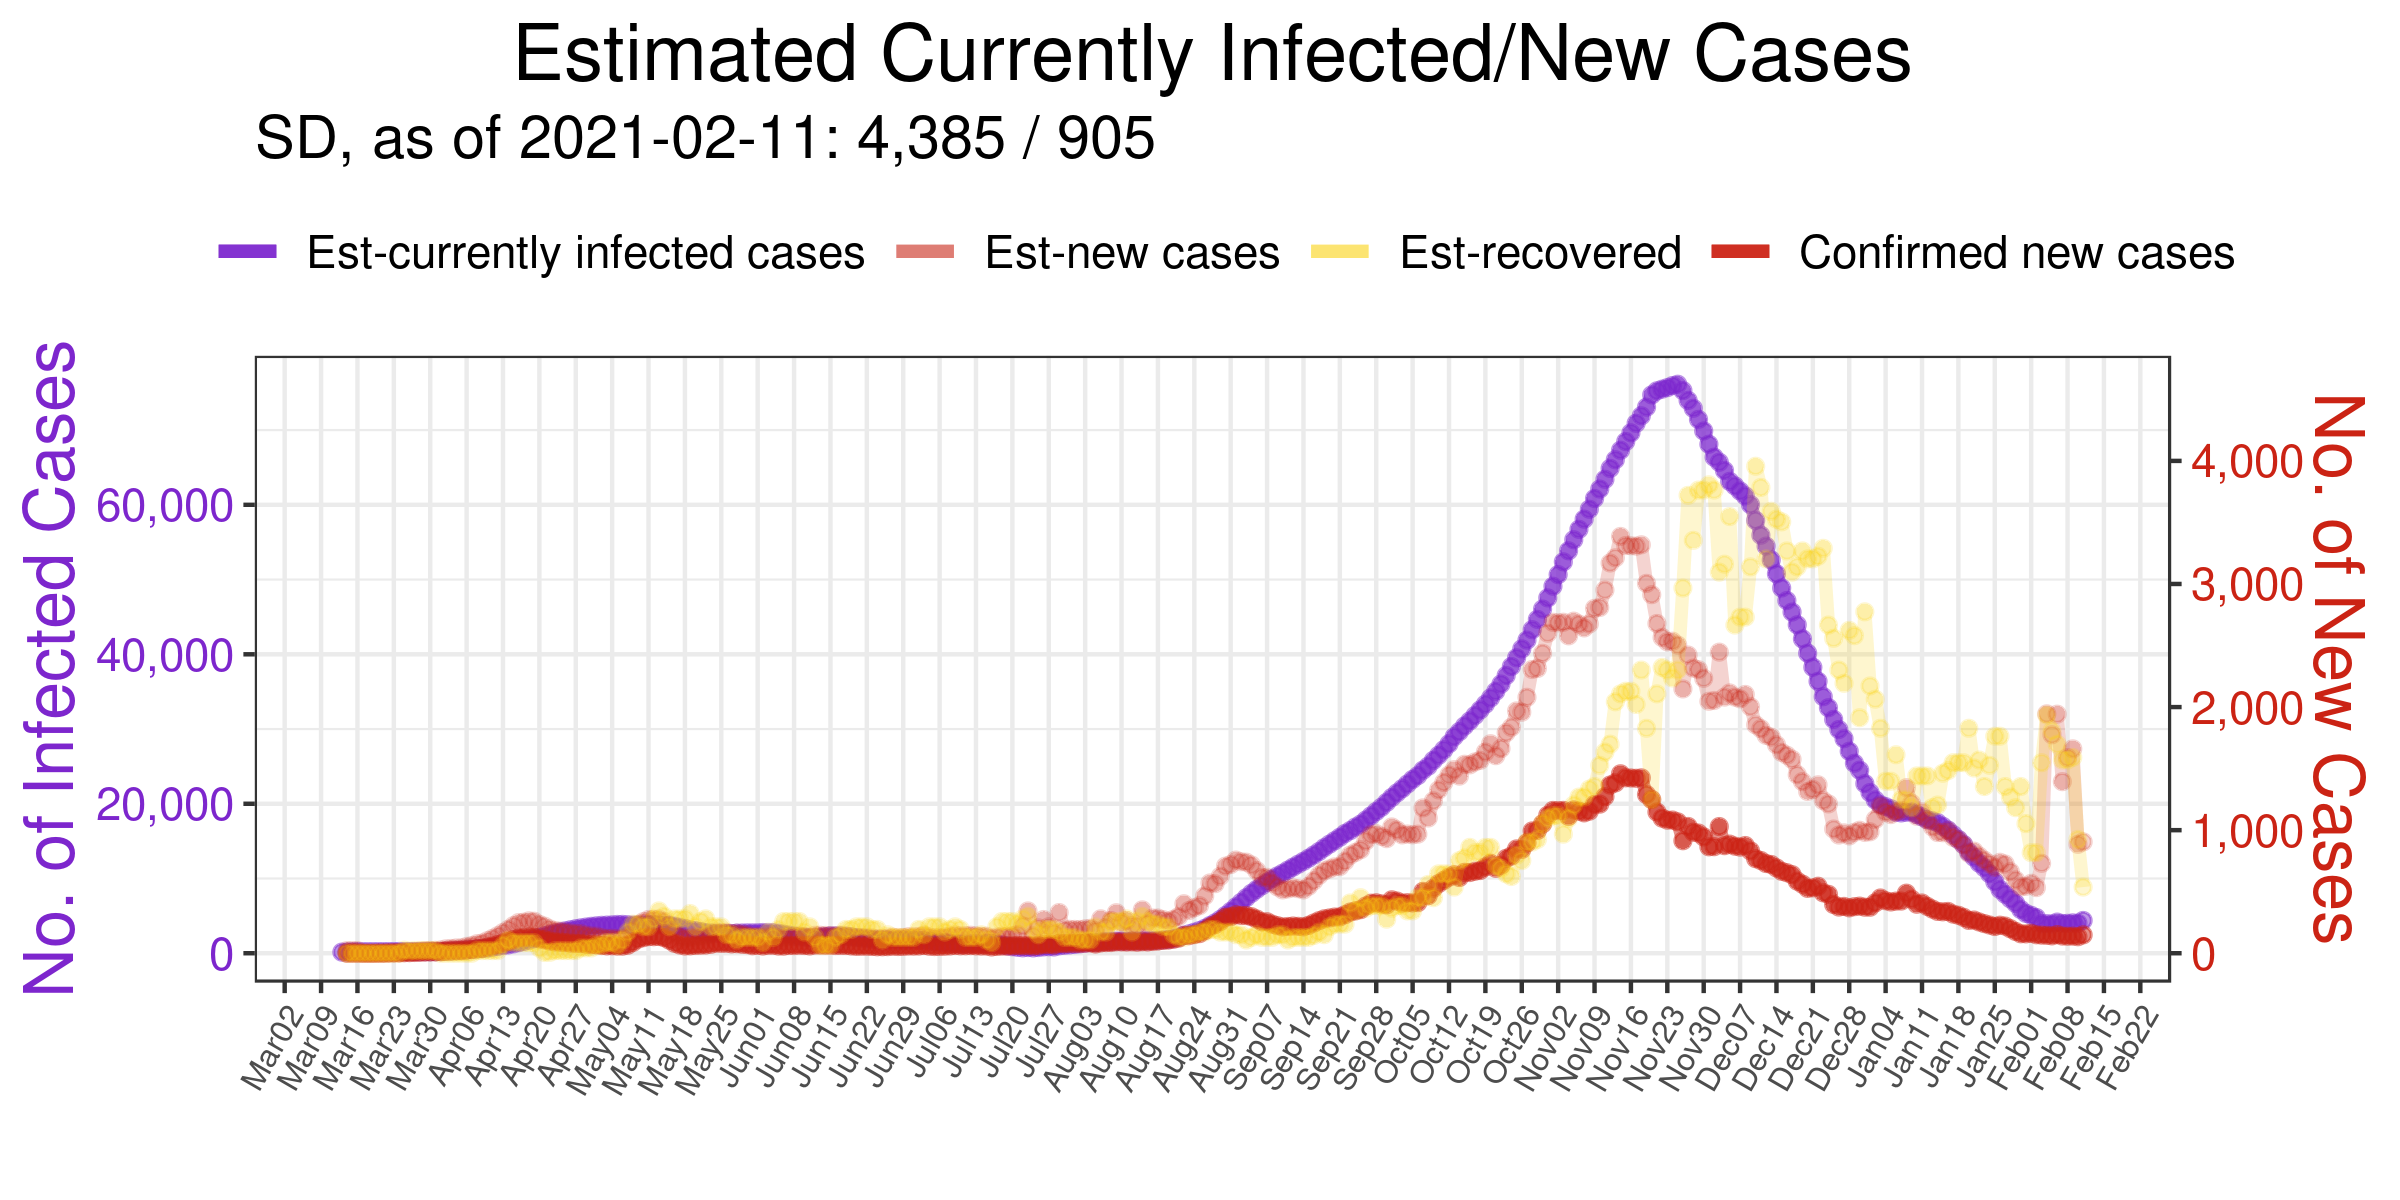 Estimated Currently Infected/New Cases
SD, as of 2021-02-11: 4,385 / 905
Est-currently infected cases Est-new cases Est-recovered Confirmed new cases
No. of Infected Cases
60,000
40,000
20,000
0
4,000
3,000
2,000
1,000
0
No. of New Cases
Mar02 Mar09 Mar16 Mar23 Mar30 Apr06 Apr13 Apr20 Apr27 May04 May11 May18 May25 Jun01 Jun08 Jun15 Jun22 Jun29 Jul06 Jul13 Jul20 Jul27 Aug03 Aug10 Aug17 Aug24 Aug31 Sep07 Sep14 Sep21 Sep28 Oct05 Oct12 Oct19 Oct26 Nov02 Nov09 Nov16 Nov23 Nov30 Dec07 Dec14 Dec21 Dec28 Jan04 Jan11 Jan18 Jan25 Feb01 Feb08 Feb15 Feb22